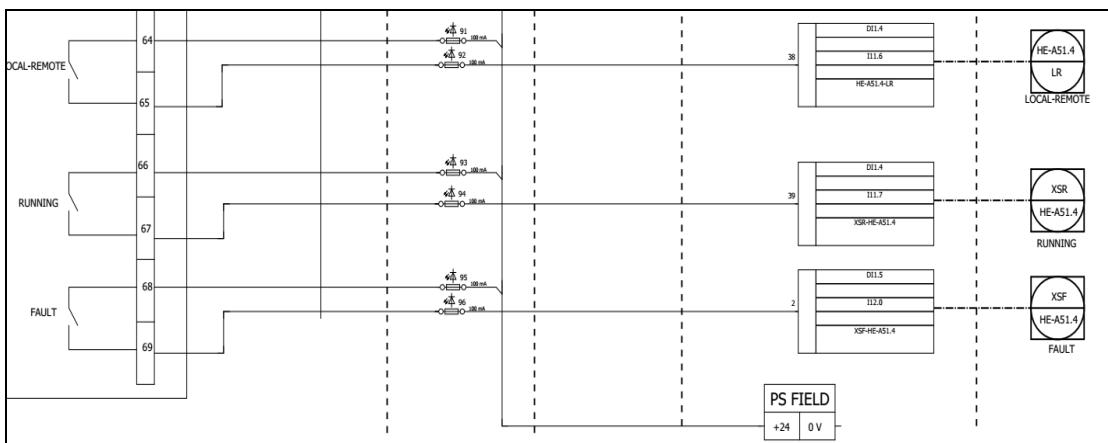 64
91
100 mA
LOCAL-REMOTE
92
100 mA
65
38
DI1.4
I11.6
HE-A51.4-LR
HE-A51.4
LR
LOCAL-REMOTE
66
93
100 mA
RUNNING
94
100 mA
67
39
DI1.4
I11.7
XSR-HE-A51.4
XSR
HE-A51.4
RUNNING
68
95
100 mA
FAULT
96
100 mA
69
2
DI1.5
I12.0
XSF-HE-A51.4
XSF
HE-A51.4
FAULT
PS FIELD
+24 0 V